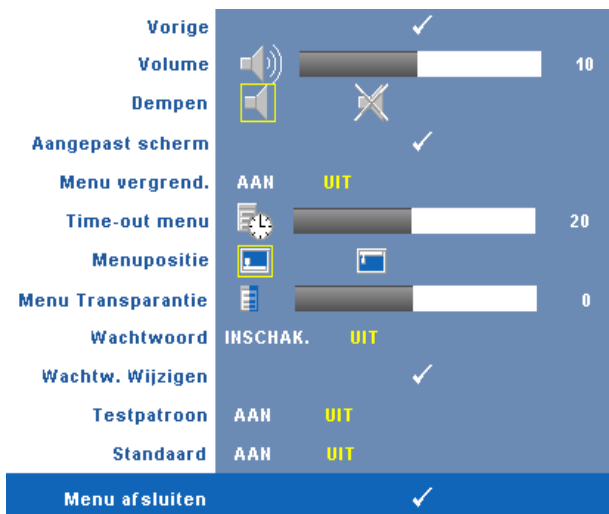 Vorige
Volume 10
Dempen
Aangepast scherm
Menu vergrend. AAN UIT
Time-out menu 20
Menupositie
Menu Transparantie 0
Wachtwoord INSCHAK. UIT
Wachtw. Wijzigen
Testpatroon AAN UIT
Standaard AAN UIT
Menu afsluiten